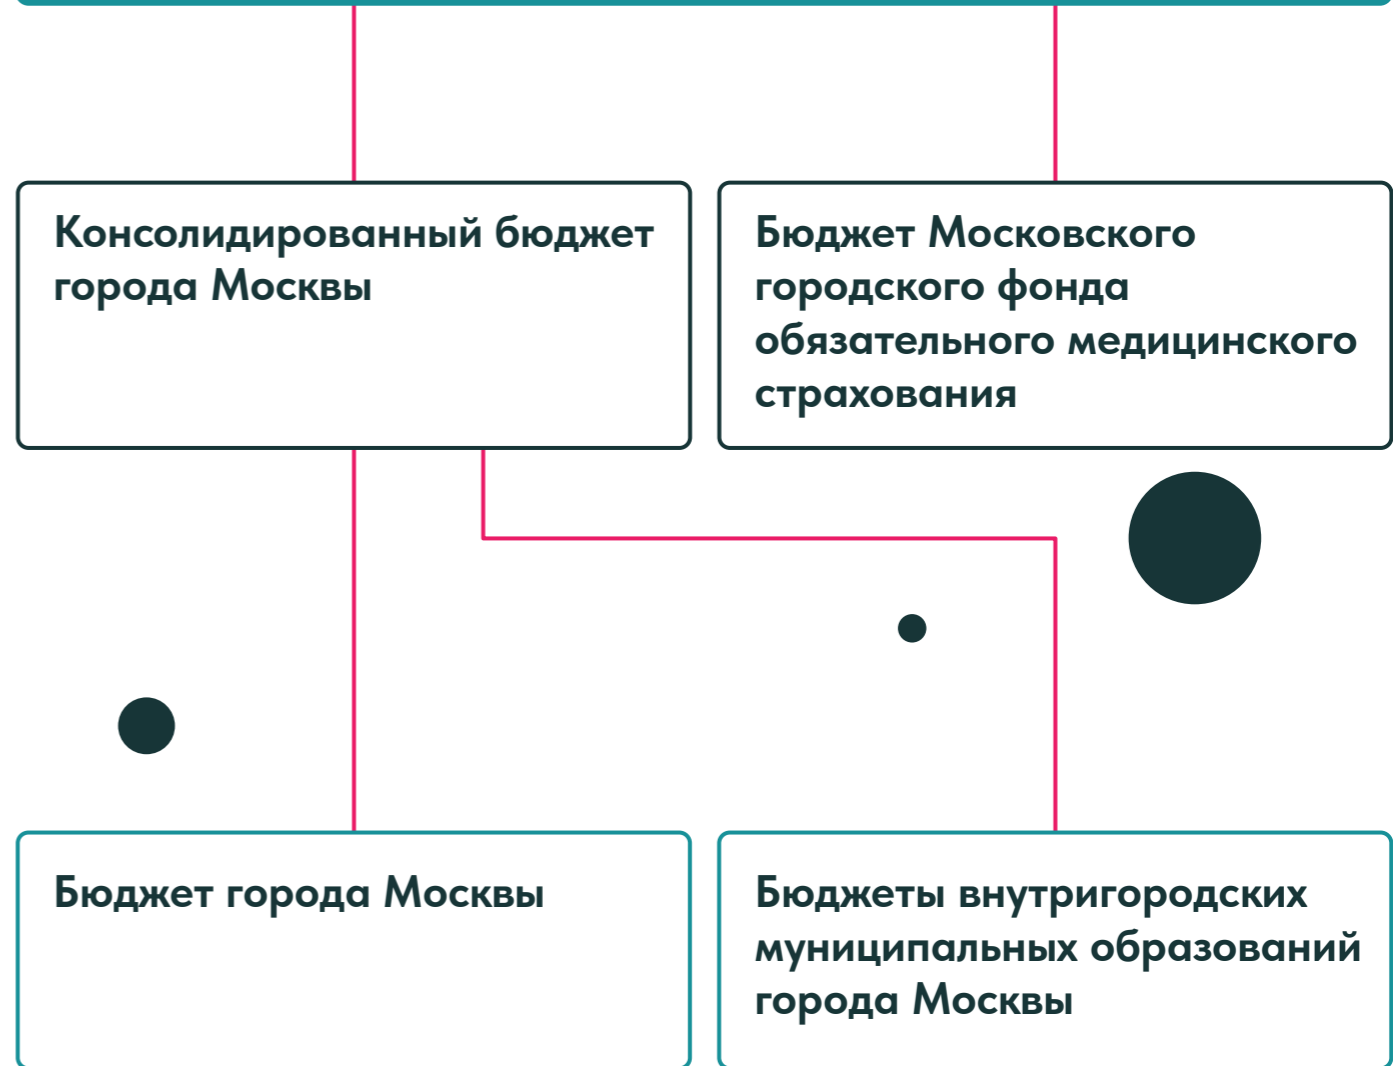 Консолидированный бюджет
города Москвы
Бюджет Московского
городского фонда
обязательного медицинского
страхования
Бюджет города Москвы
Бюджеты внутригородских
муниципальных образований
города Москвы